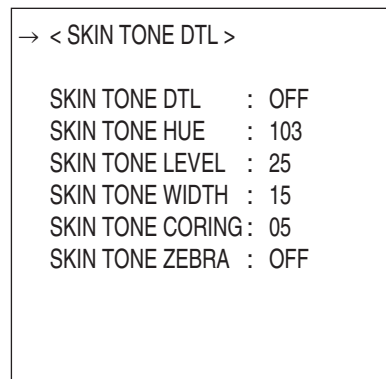 → < SKIN TONE DTL >
SKIN TONE DTL : OFF
SKIN TONE HUE : 103
SKIN TONE LEVEL : 25
SKIN TONE WIDTH : 15
SKIN TONE CORING : 05
SKIN TONE ZEBRA : OFF